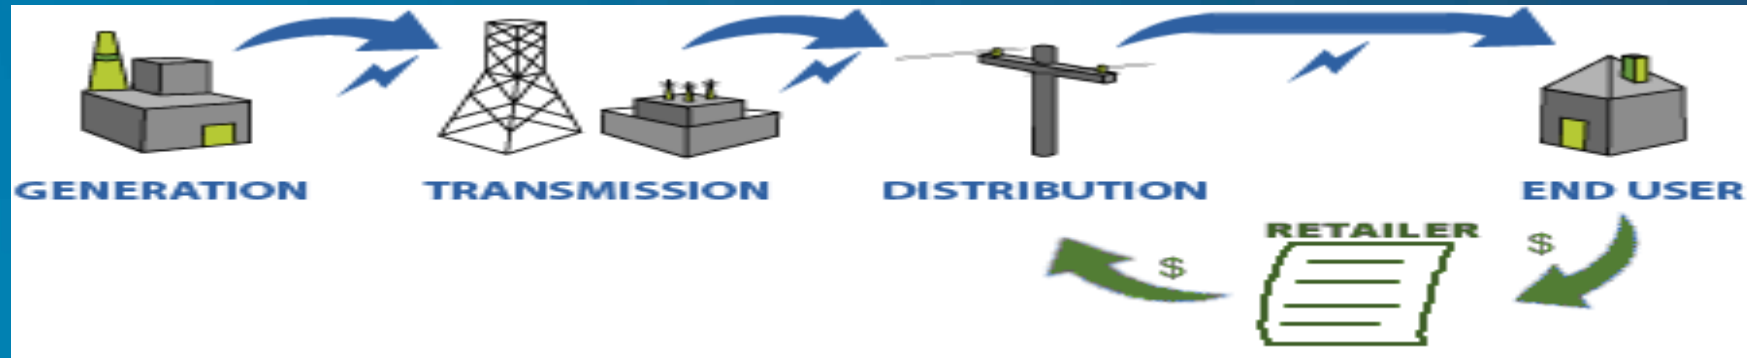 GENERATION
TRANSMISSION
DISTRIBUTION
END USER
RETAILER
$
$